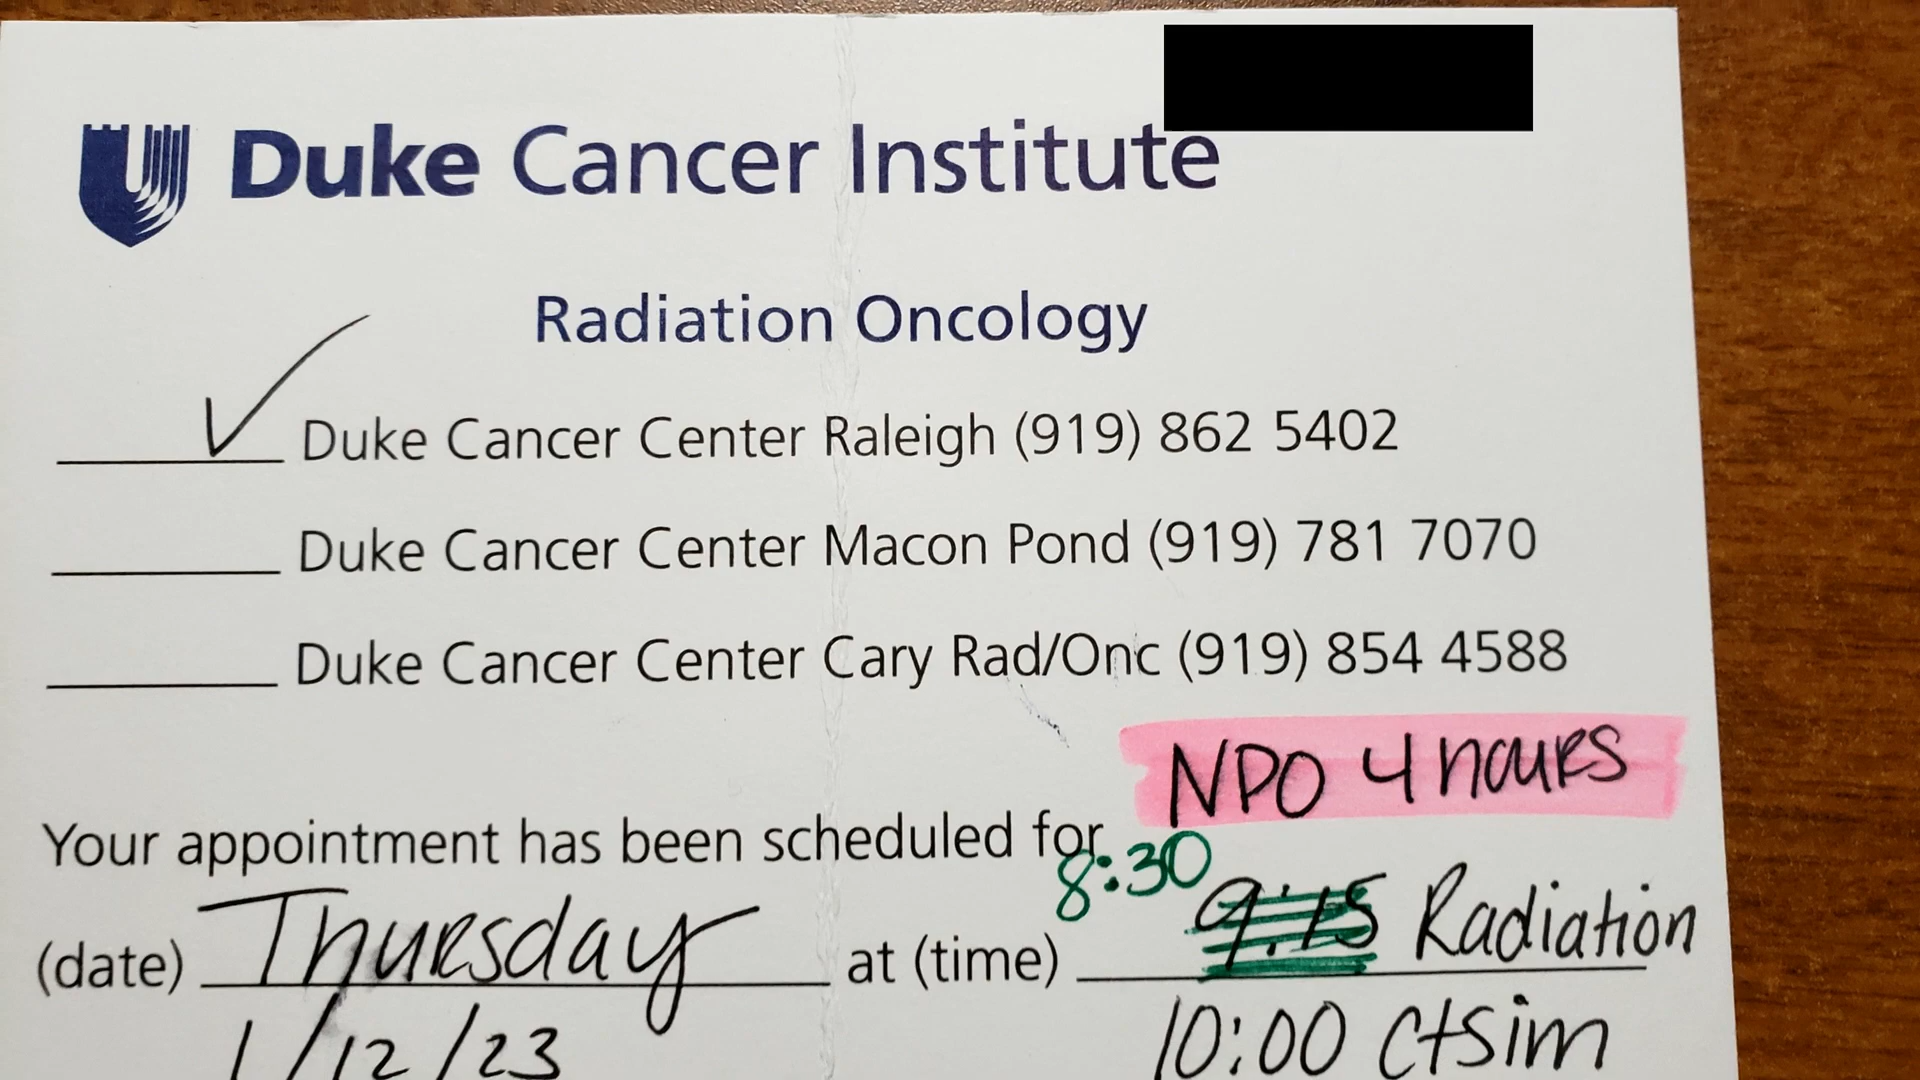 Duke Cancer Institute
Radiation Oncology
Duke Cancer Center Raleigh (919) 862 5402
Duke Cancer Center Macon Pond (919) 781 7070
Duke Cancer Center Cary Rad/Onc (919) 854 4588
NPO 4 hours
Your appointment has been scheduled for
8:30
(date) Thursday at (time) 9:15 Radiation
1/12/23 10:00 Ctsim